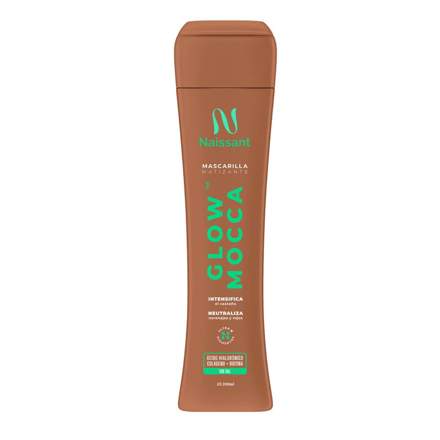 Naissant
MASCARILLA
MATIZANTE
GLOW
MOCCA
INTENSIFICA
el castaño
NEUTRALIZA
naranjas y rojos
ÁCIDO HIALURÓNICO
COLÁGENO + BIOTINA